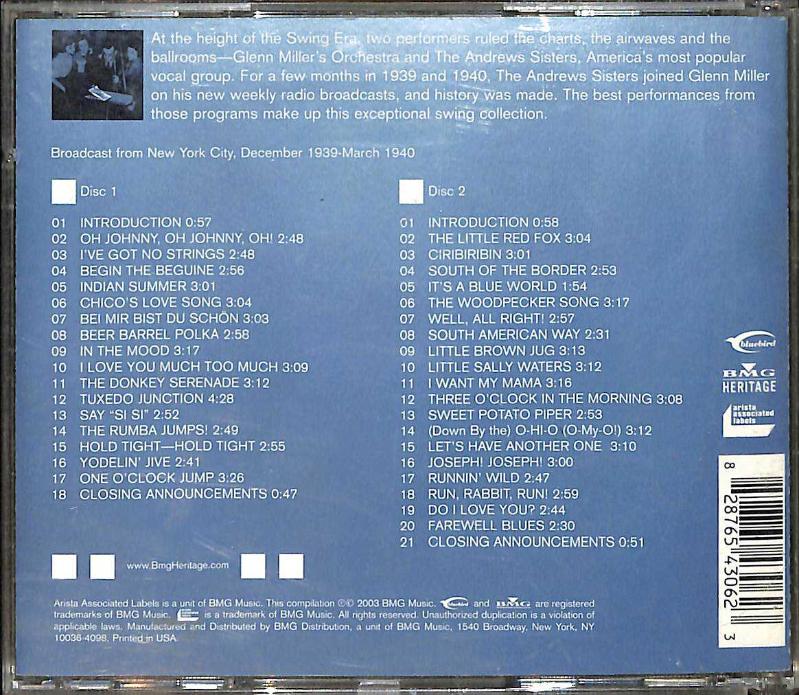 At the height of the Swing Era, two performers ruled the charts, the airwaves and the
ballrooms—Glenn Miller's Orchestra and The Andrews Sisters, America's most popular
vocal group. For a few months in 1939 and 1940, The Andrews Sisters joined Glenn Miller
on his new weekly radio broadcasts, and history was made. The best performances from
those programs make up this exceptional swing collection.
Broadcast from New York City, December 1939-March 1940
Disc 1
01 INTRODUCTION 0:57
02 OH JOHNNY, OH JOHNNY, OH! 2:48
03 I'VE GOT NO STRINGS 2:48
04 BEGIN THE BEGUINE 2:56
05 INDIAN SUMMER 3:01
06 CHICO'S LOVE SONG 3:04
07 BEI MIR BIST DU SCHÖN 3:03
08 BEER BARREL POLKA 2:58
09 IN THE MOOD 3:17
10 I LOVE YOU MUCH TOO MUCH 3:09
11 THE DONKEY SERENADE 3:12
12 TUXEDO JUNCTION 4:28
13 SAY "SI SI" 2:52
14 THE RUMBA JUMPS! 2:49
15 HOLD TIGHT—HOLD TIGHT 2:55
16 YODELIN' JIVE 2:41
17 ONE O'CLOCK JUMP 3:26
18 CLOSING ANNOUNCEMENTS 0:47
Disc 2
01 INTRODUCTION 0:58
02 THE LITTLE RED FOX 3:04
03 CIRIBIRIBIN 3:01
04 SOUTH OF THE BORDER 2:53
05 IT'S A BLUE WORLD 1:54
06 THE WOODPECKER SONG 3:17
07 WELL, ALL RIGHT! 2:57
08 SOUTH AMERICAN WAY 2:31
09 LITTLE BROWN JUG 3:13
10 LITTLE SALLY WATERS 3:12
11 I WANT MY MAMA 3:16
12 THREE O'CLOCK IN THE MORNING 3:08
13 SWEET POTATO PIPER 2:53
14 (Down By the) O-HI-O (O-My-O!) 3:12
15 LET'S HAVE ANOTHER ONE 3:10
16 JOSEPH! JOSEPH! 3:00
17 RUNNIN' WILD 2:47
18 RUN, RABBIT, RUN! 2:59
19 DO I LOVE YOU? 2:44
20 FAREWELL BLUES 2:30
21 CLOSING ANNOUNCEMENTS 0:51
bluebird
BMG
HERITAGE
arista
associated
labels
8 28765 43062 3
www.BmgHeritage.com
Arista Associated Labels is a unit of BMG Music. This compilation ℗© 2003 BMG Music. bluebird and BMG are registered
trademarks of BMG Music. is a trademark of BMG Music. All rights reserved. Unauthorized duplication is a violation of
applicable laws. Manufactured and Distributed by BMG Distribution, a unit of BMG Music, 1540 Broadway, New York, NY
10036-4098. Printed in USA.